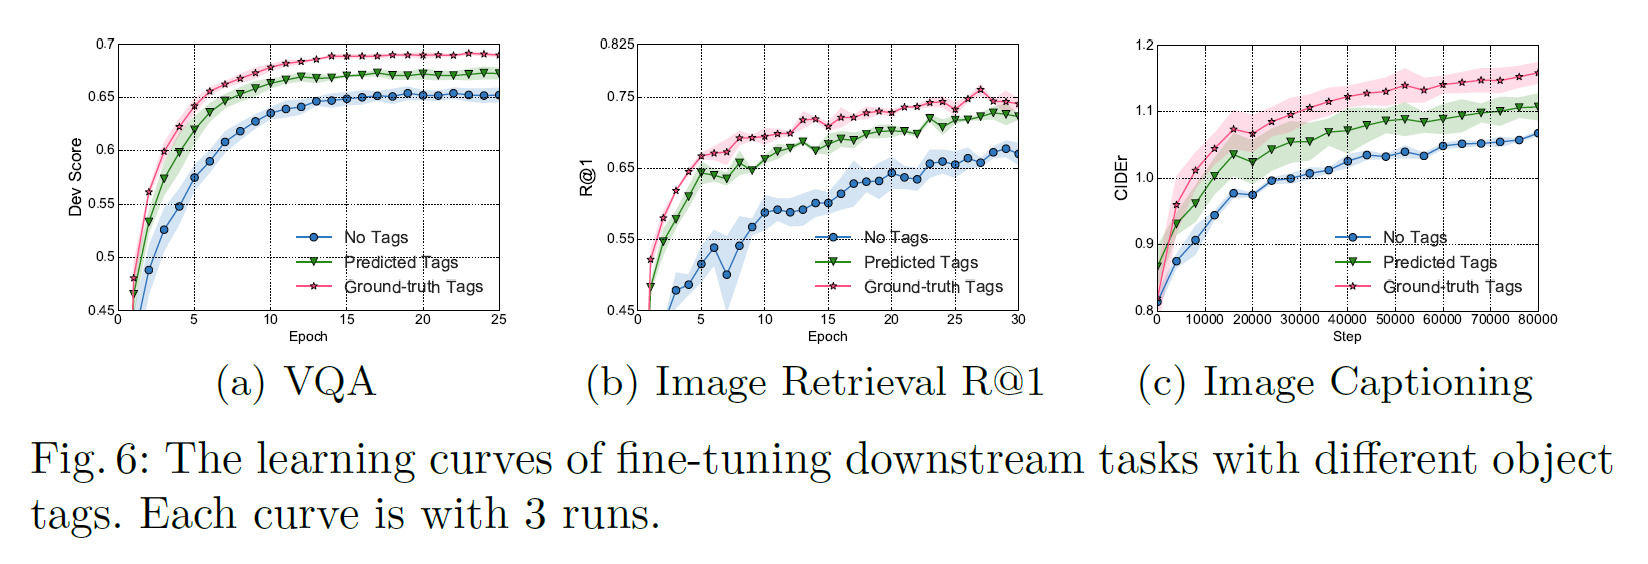 0.7
0.65
0.6
0.55
0.5
0.45
Dev Score
0 5 10 15 20 25
Epoch
No Tags
Predicted Tags
Ground-truth Tags
(a) VQA
0.825
0.75
0.65
0.55
0.45
R@1
0 5 10 15 20 25 30
Epoch
No Tags
Predicted Tags
Ground-truth Tags
(b) Image Retrieval R@1
1.2
1.1
1.0
0.9
0.8
CIDEr
0 10000 20000 30000 40000 50000 60000 70000 80000
Step
No Tags
Predicted Tags
Ground-truth Tags
(c) Image Captioning
Fig. 6: The learning curves of fine-tuning downstream tasks with different object
tags. Each curve is with 3 runs.